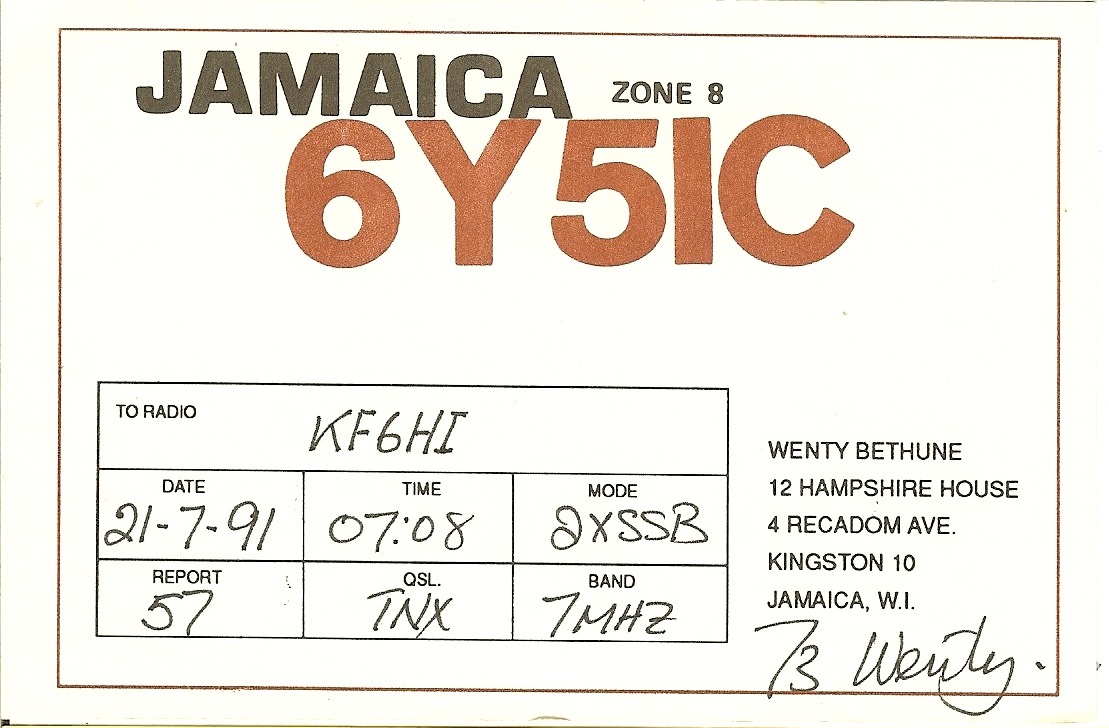 JAMAICA ZONE 8
6Y5IC
TO RADIO KF6HI
DATE TIME MODE
21-7-91 07:08 2XSSB
REPORT QSL. BAND
57 TNX 7MHZ
WENTY BETHUNE
12 HAMPSHIRE HOUSE
4 RECADOM AVE.
KINGSTON 10
JAMAICA, W.I.
73 Wenty.